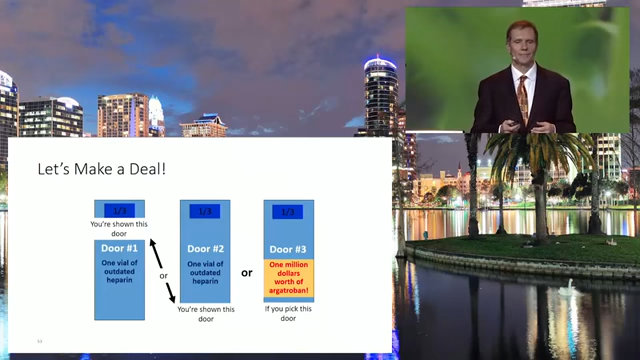 Let's Make a Deal!
1/3
You're shown this
door
Door #1
One vial of
outdated
heparin
or
1/3
Door #2
One vial of
outdated
heparin
You're shown this
door
or
1/3
Door #3
One million
dollars
worth of
argatroban!
If you pick this
door